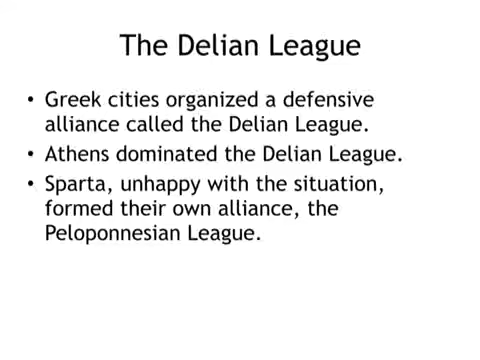 The Delian League
• Greek cities organized a defensive
alliance called the Delian League.
• Athens dominated the Delian League.
• Sparta, unhappy with the situation,
formed their own alliance, the
Peloponnesian League.